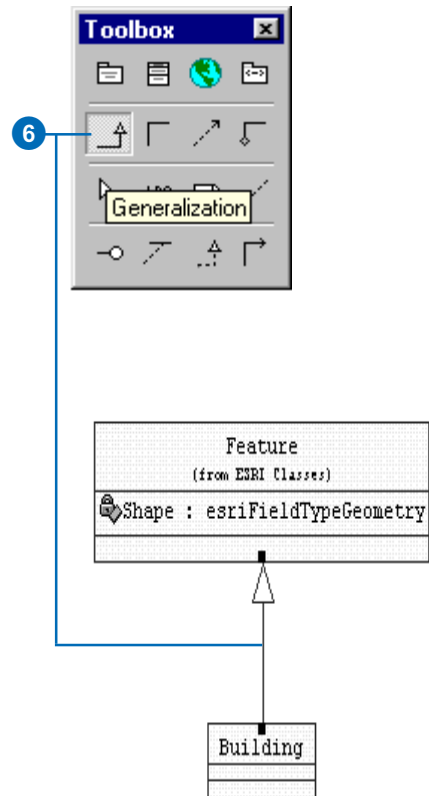 Toolbox
6
Generalization
Feature
(from ESRI Classes)
Shape : esriFieldTypeGeometry
Building